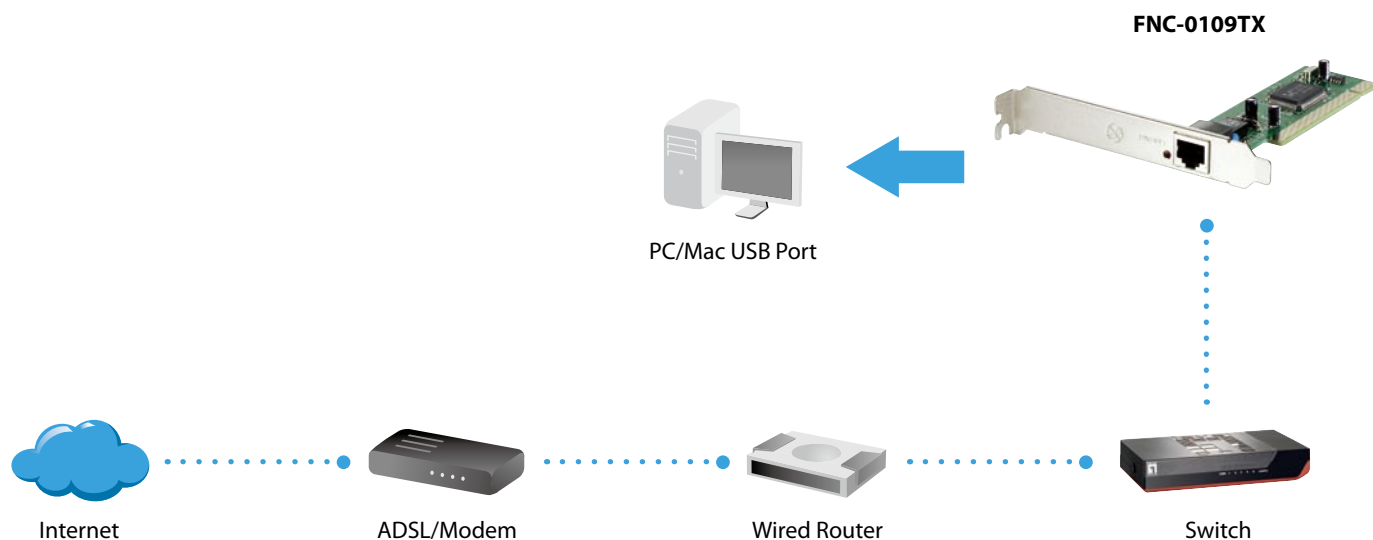 FNC-0109TX
PC/Mac USB Port
Internet
ADSL/Modem
Wired Router
Switch